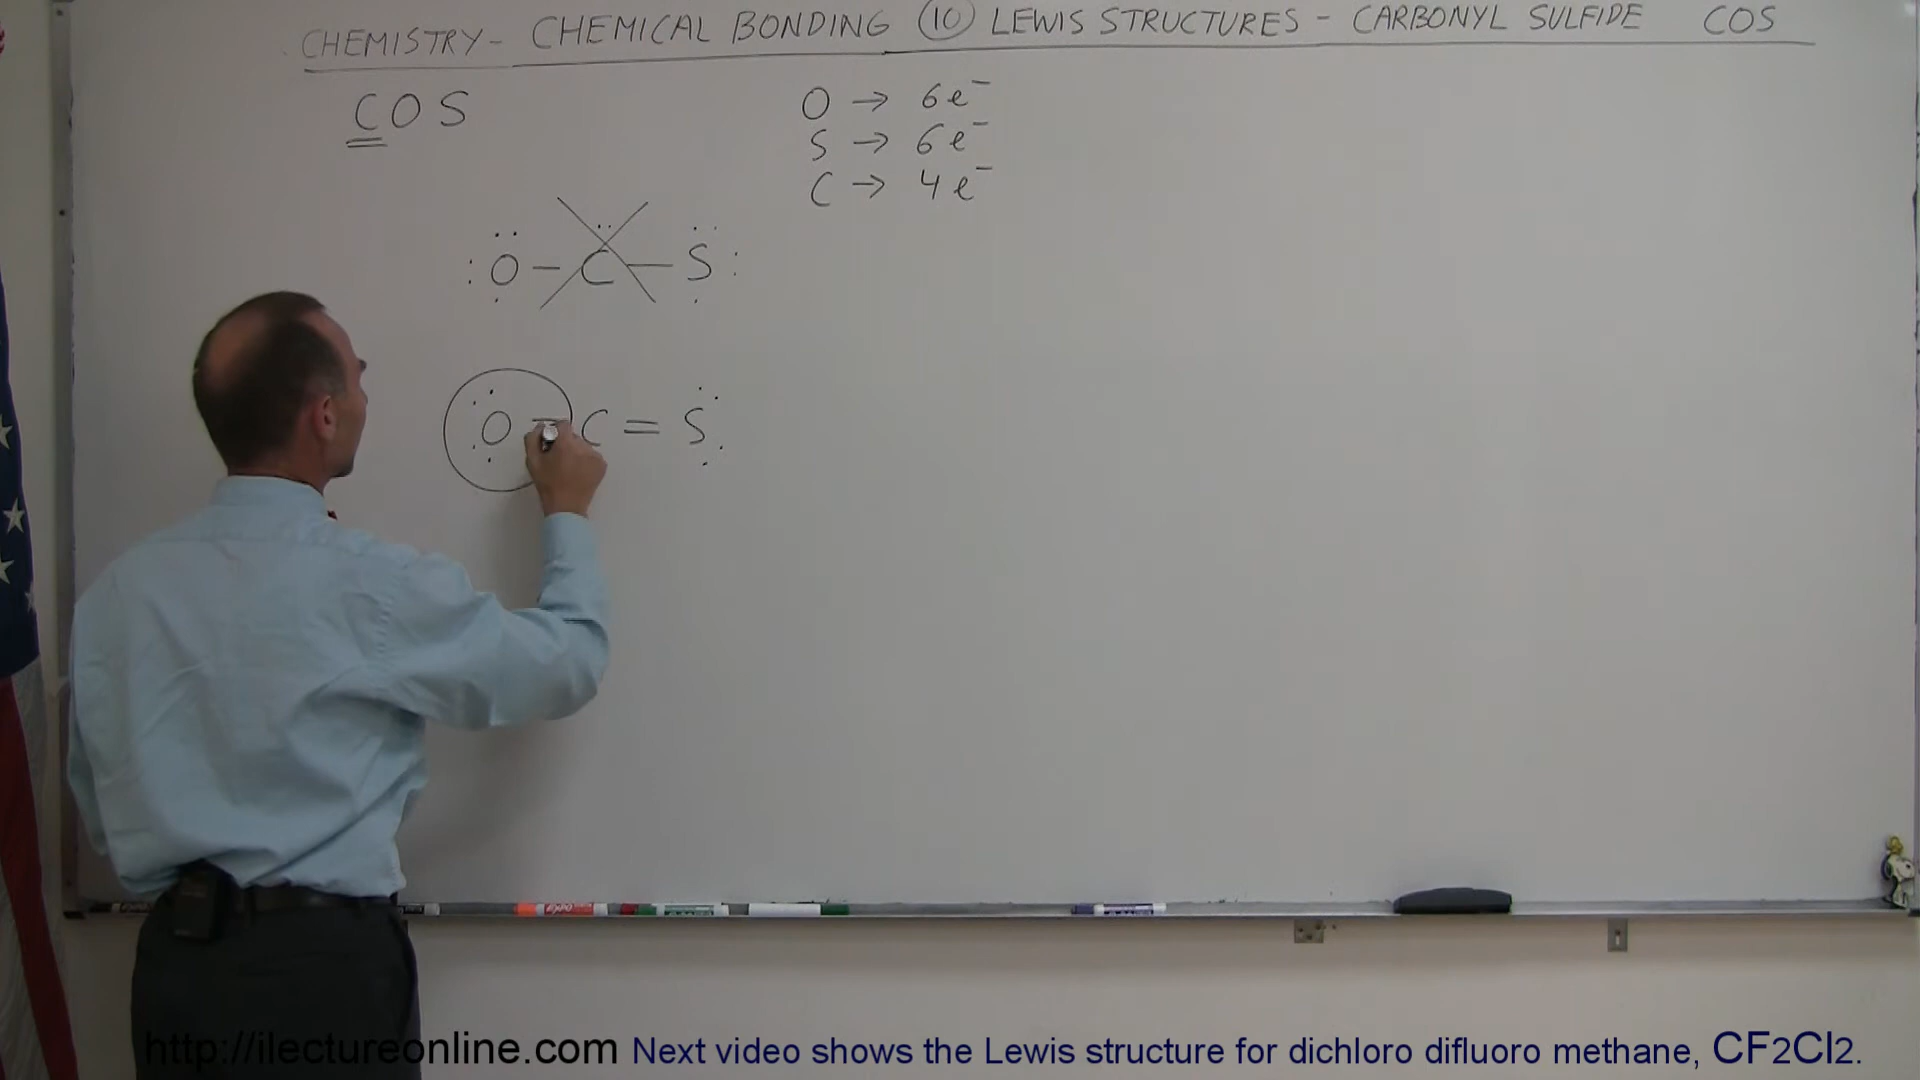 CHEMISTRY - CHEMICAL BONDING 10 LEWIS STRUCTURES - CARBONYL SULFIDE COS
COS
O → 6e⁻
S → 6e⁻
C → 4e⁻
O - C - S
O = C = S
http://ilectureonline.com Next video shows the Lewis structure for dichloro difluoro methane, CF2Cl2.